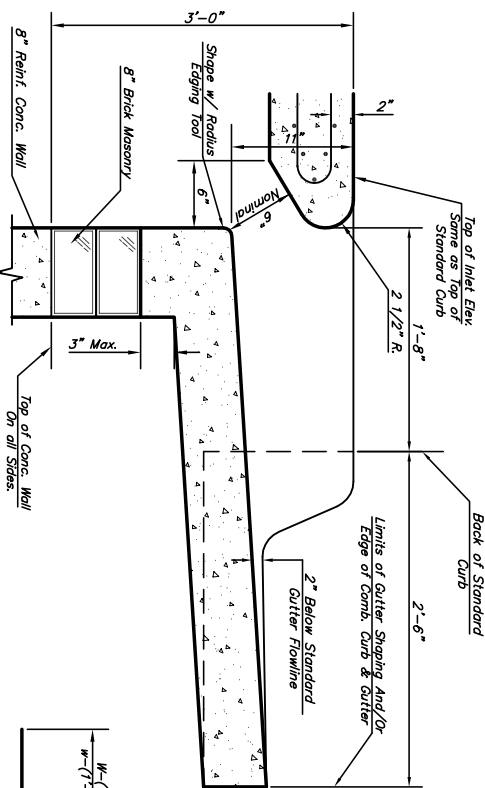 3'-0"
8" Reinf. Conc. Wall
8" Brick Masonry
Shape w/ Radius
Edging Tool
2"
11"
6"
6"
Nominal
Top of Inlet Elev.
Same as Top of
Standard Curb
2 1/2" R.
1'-8"
3" Max.
Top of Conc. Wall
On all Sides.
Back of Standard
Curb
2'-6"
Limits of Gutter Shaping And/Or
Edge of Comb. Curb & Gutter
2" Below Standard
Gutter Flowline